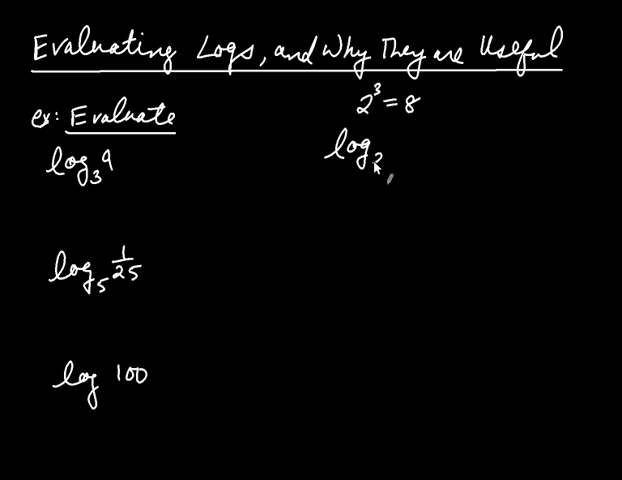 Evaluating Logs, and Why They are Useful
ex: Evaluate
2³ = 8
log₃ 9
log₂
log₅ 1/25
log 100